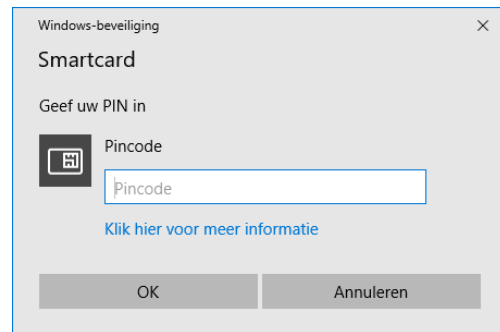 Windows-beveiliging
Smartcard
Geef uw PIN in
Pincode
Pincode
Klik hier voor meer informatie
OK
Annuleren